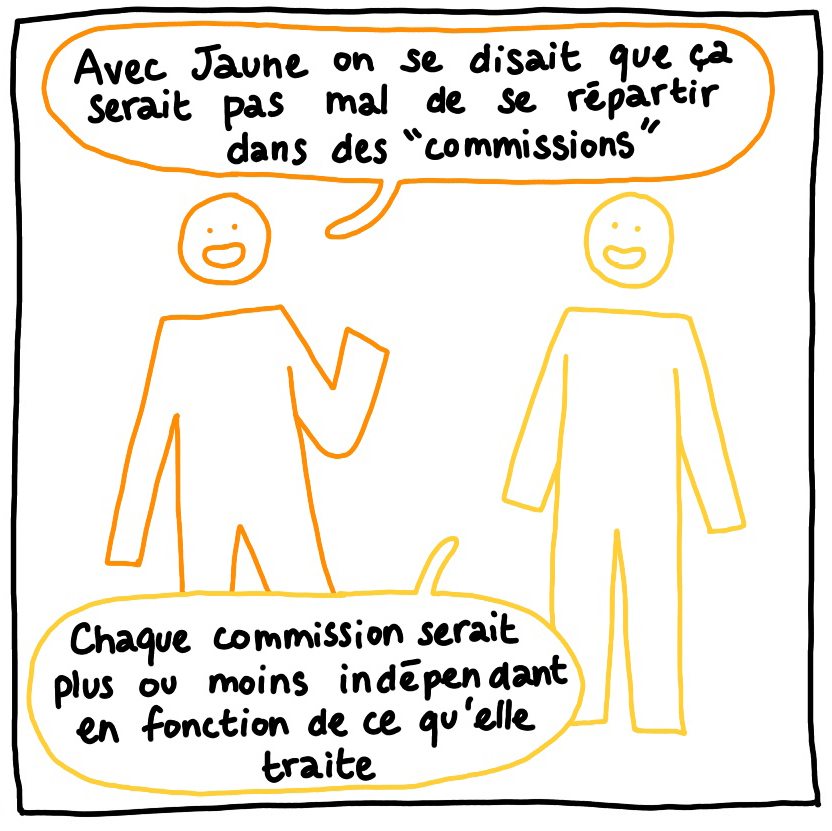 Avec Jaune on se disait que ça
serait pas mal de se répartir
dans des "commissions"
Chaque commission serait
plus ou moins indépendant
en fonction de ce qu'elle
traite